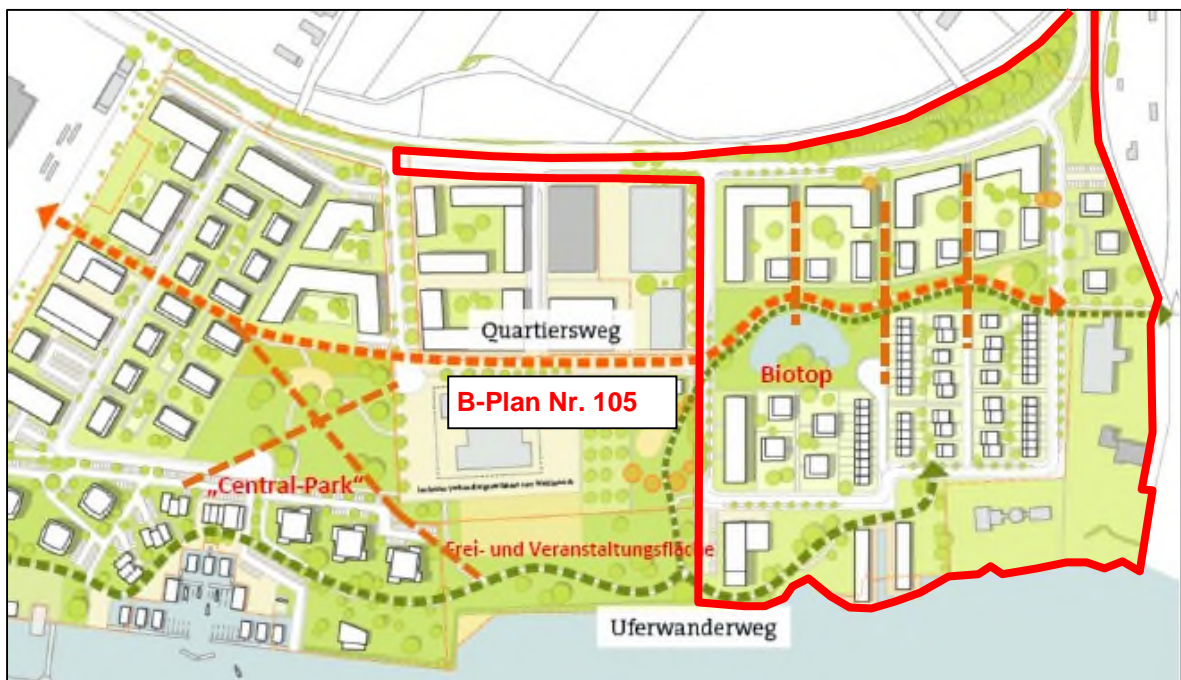 Quartiersweg
Biotop
B-Plan Nr. 105
„Central-Park“
Frei- und Veranstaltungsfläche
Uferwanderweg